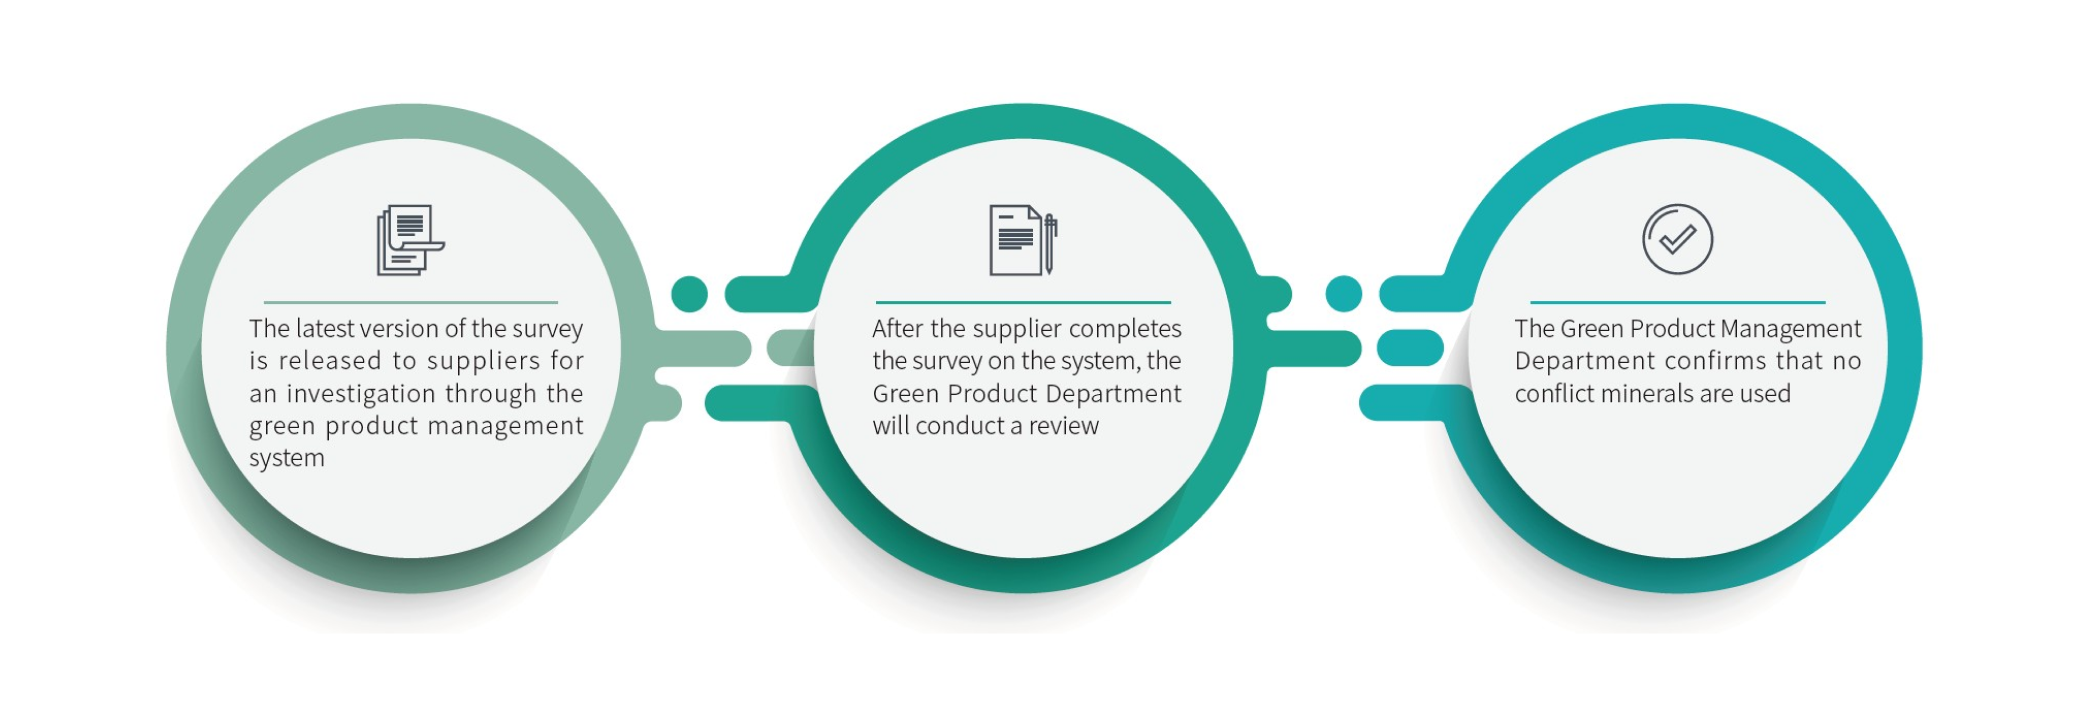 The latest version of the survey
is released to suppliers for
an investigation through the
green product management
system
After the supplier completes
the survey on the system, the
Green Product Department
will conduct a review
The Green Product Management
Department confirms that no
conflict minerals are used